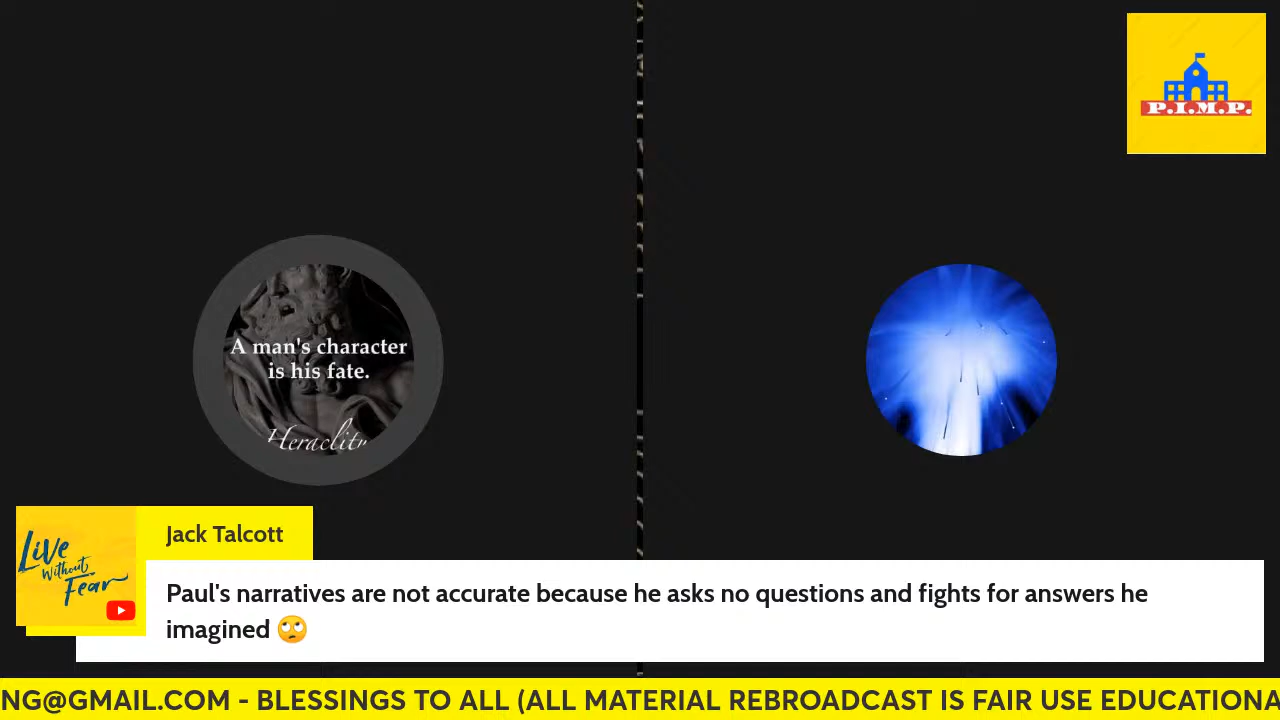 P.I.M.P.
A man's character
is his fate.
Live
Without
Fear
Jack Talcott
Paul's narratives are not accurate because he asks no questions and fights for answers he
imagined 🙄
NG@GMAIL.COM - BLESSINGS TO ALL (ALL MATERIAL REBROADCAST IS FAIR USE EDUCATIONA